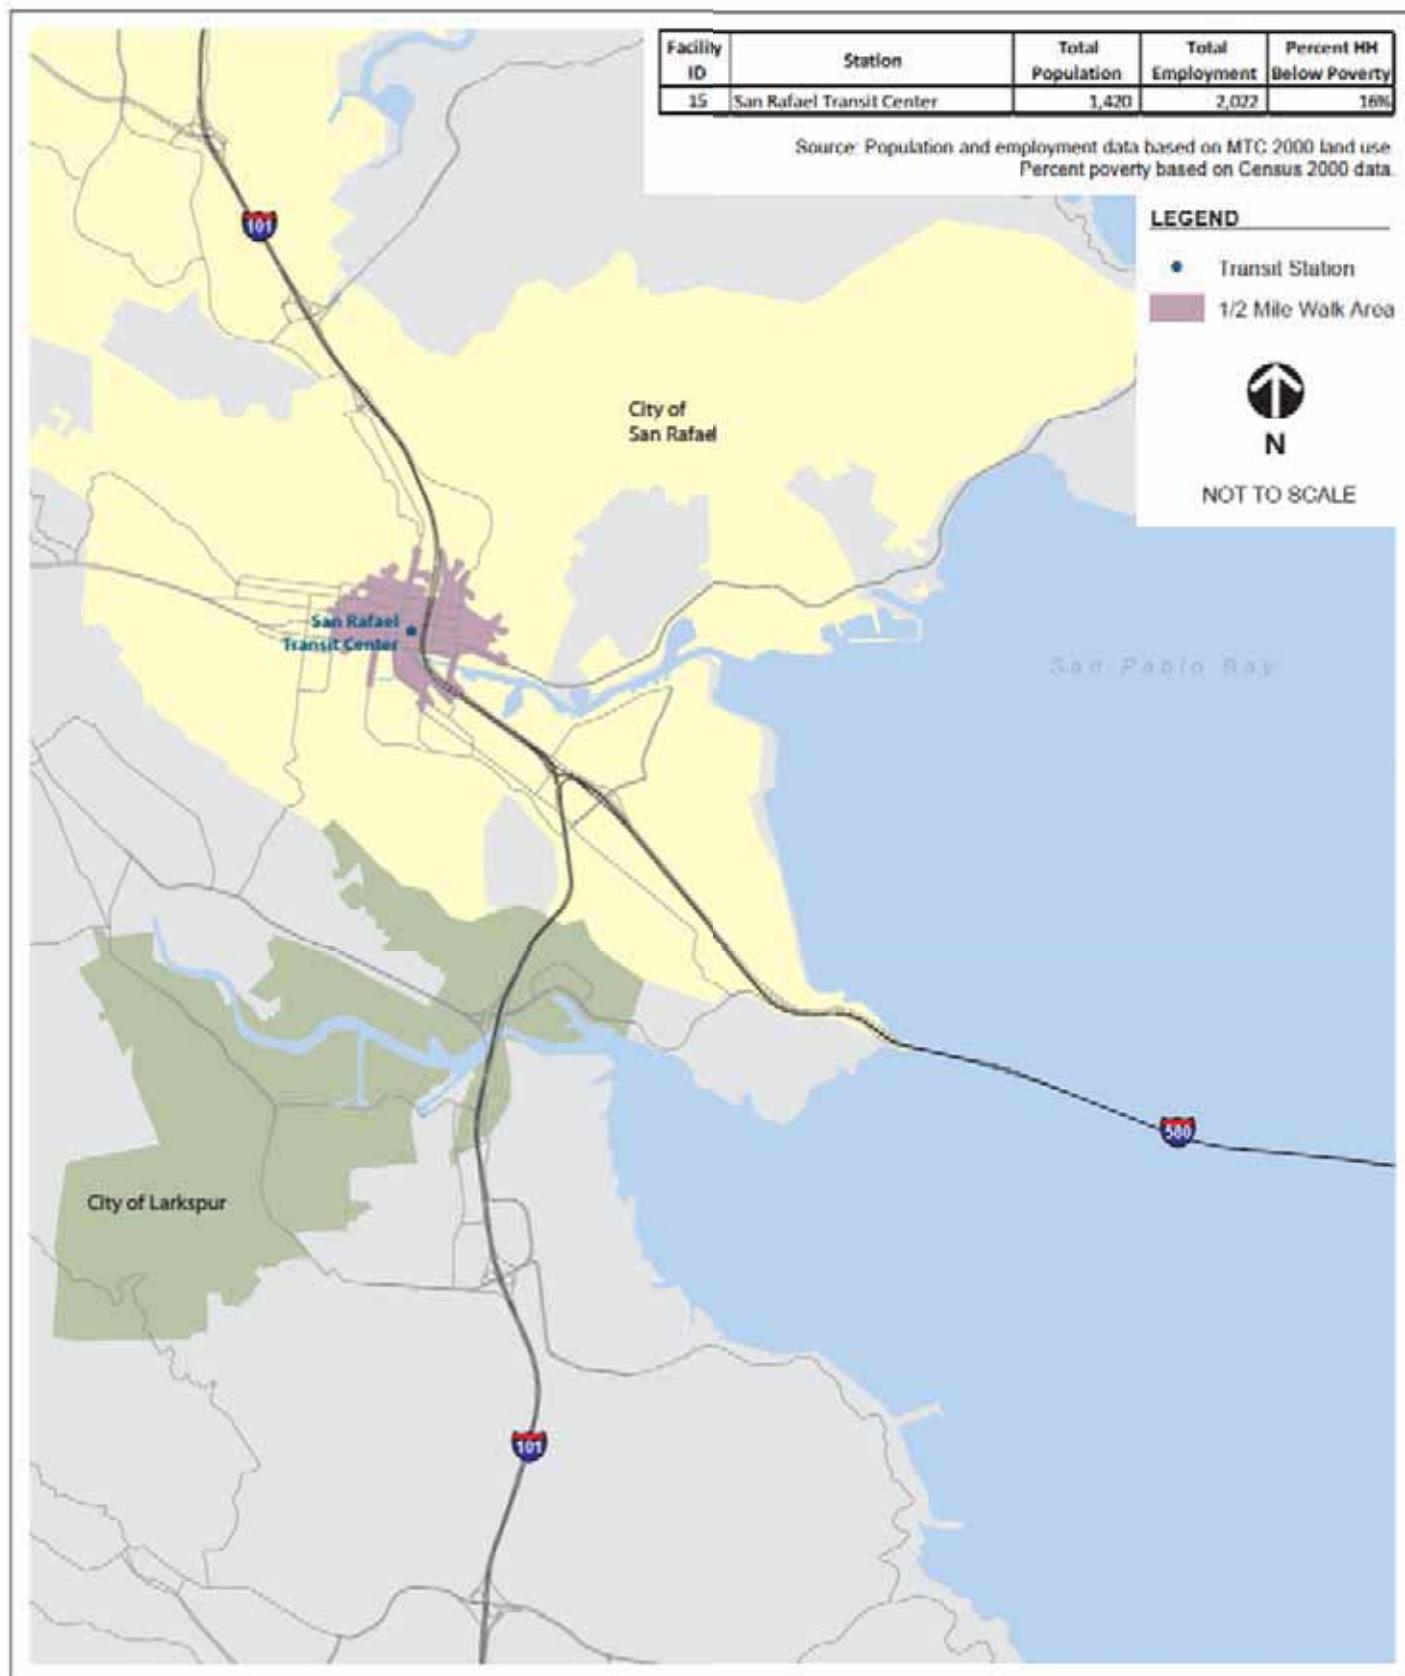 Facility ID Station Total Population Total Employment Percent HH Below Poverty
15 San Rafael Transit Center 1,420 2,022 16%
Source: Population and employment data based on MTC 2000 land use
Percent poverty based on Census 2000 data.
LEGEND
Transit Station
1/2 Mile Walk Area
N
NOT TO SCALE
101
City of
San Rafael
San Rafael
Transit Center
San Pablo Bay
580
City of Larkspur
101